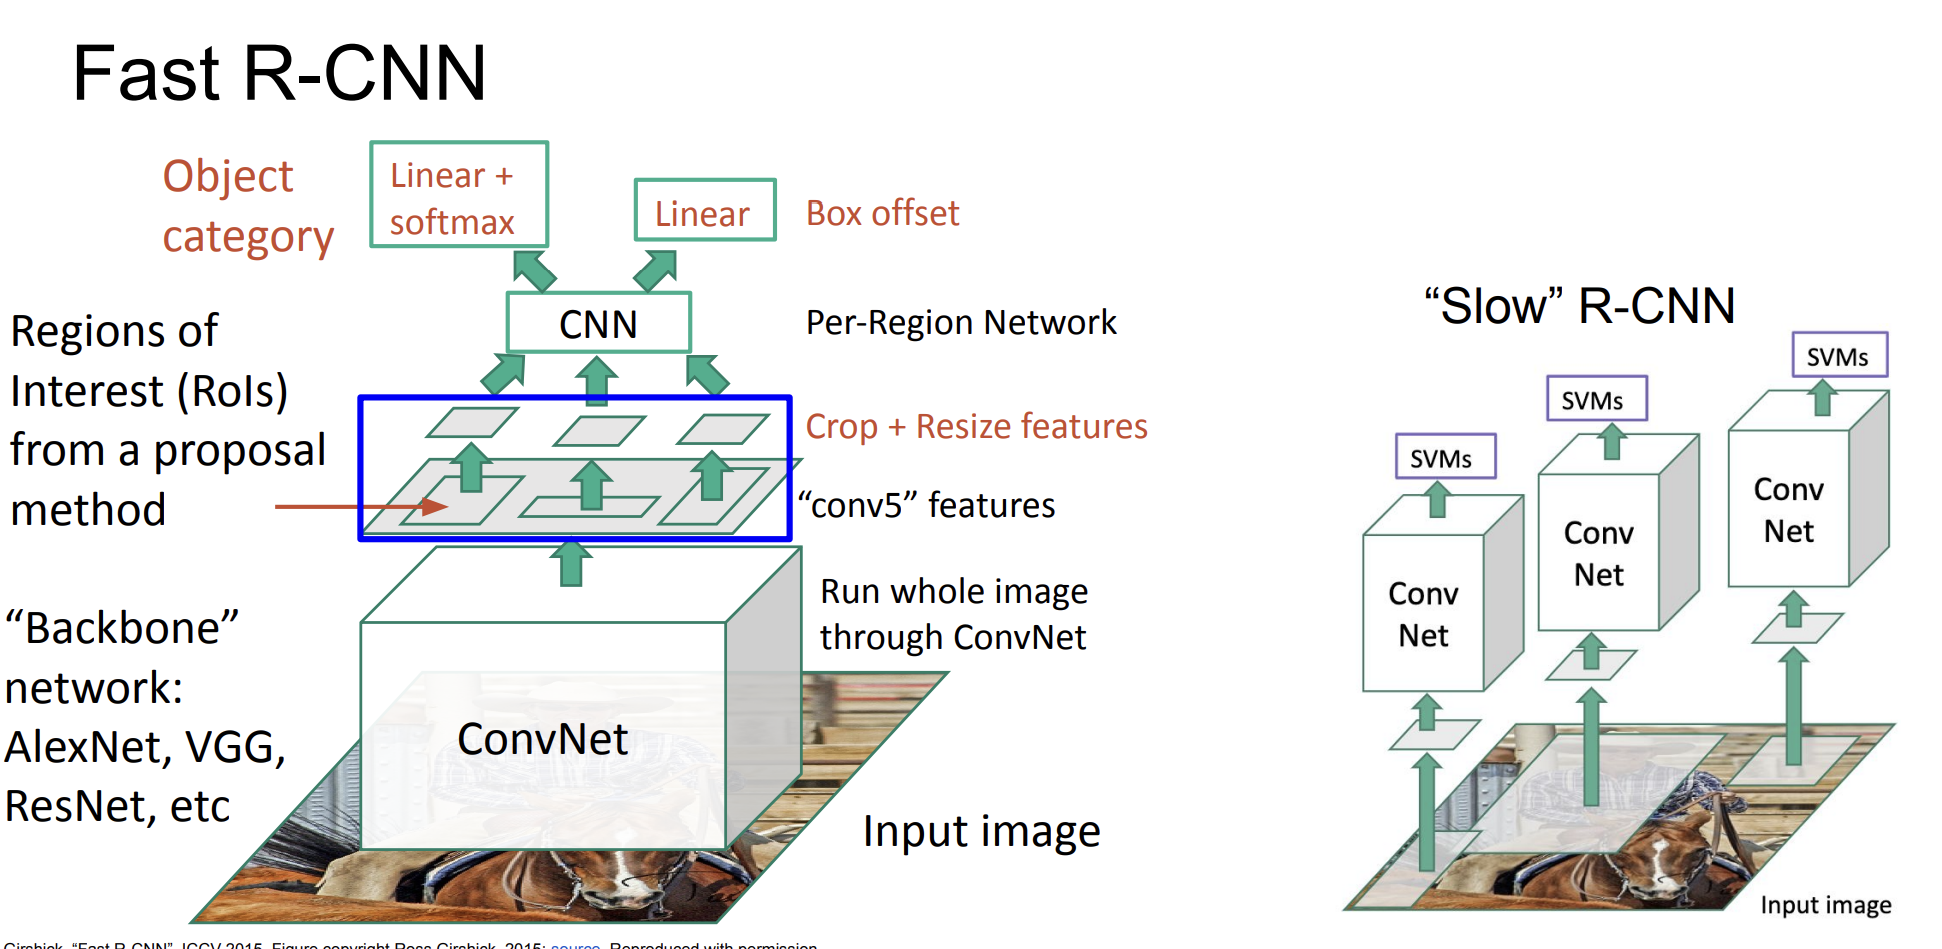 Fast R-CNN
Object
category
Linear +
softmax
Linear
Box offset
CNN
Per-Region Network
Regions of
Interest (RoIs)
from a proposal
method
Crop + Resize features
“conv5” features
Run whole image
through ConvNet
“Backbone”
network:
AlexNet, VGG,
ResNet, etc
ConvNet
Input image
“Slow” R-CNN
SVMs
SVMs
SVMs
Conv
Net
Conv
Net
Conv
Net
Input image
Girshick, “Fast R-CNN”, ICCV 2015. Figure copyright Ross Girshick, 2015; source. Reproduced with permission.